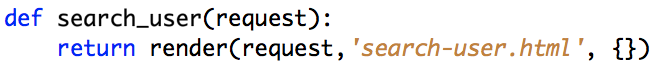 def search_user(request):
    return render(request,'search-user.html', {})